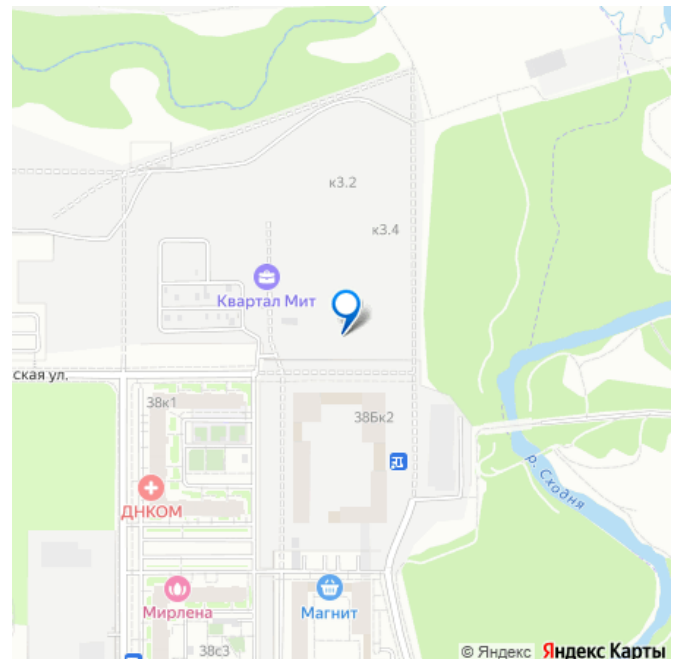 к3.2
к3.4
Квартал Мит
ская ул.
38к1
38Бк2
р. Сходня
ДНКОМ
Мирлена
Магнит
38с3
© Яндекс Яндекс Карты